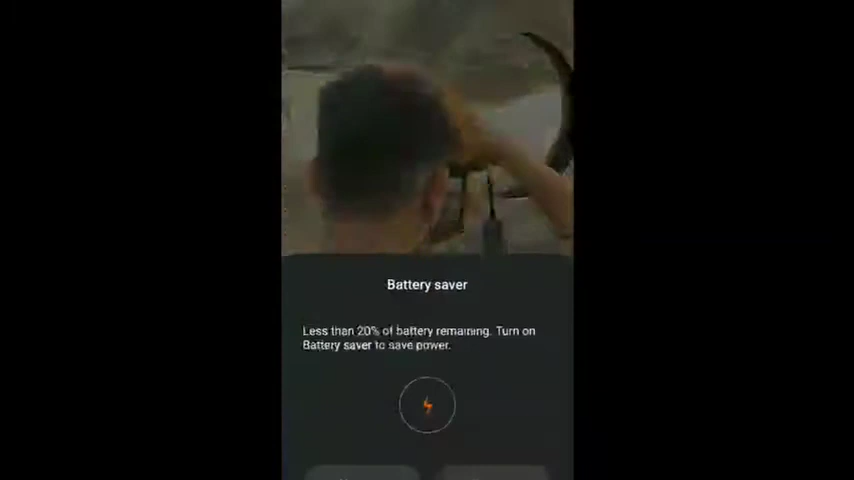 Battery saver
Less than 20% of battery remaining. Turn on
Battery saver to save power.